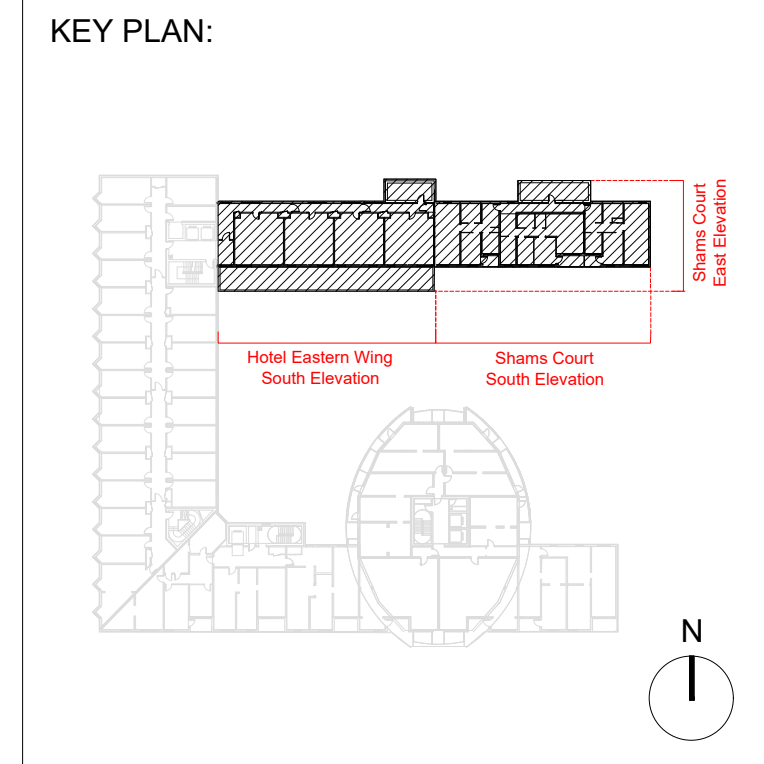 KEY PLAN:
Shams Court
East Elevation
Hotel Eastern Wing
South Elevation
Shams Court
South Elevation
N